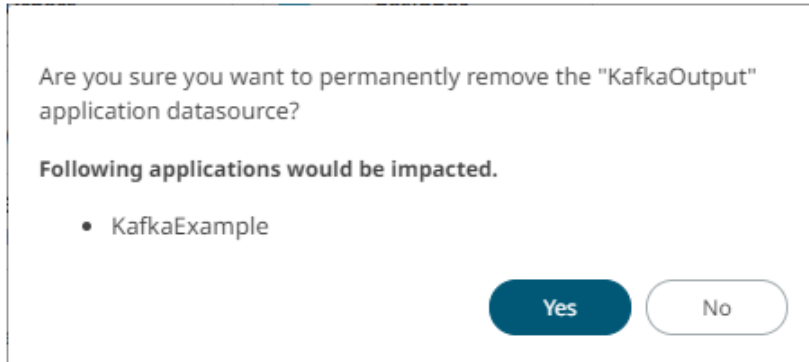 Are you sure you want to permanently remove the "KafkaOutput"
application datasource?
Following applications would be impacted.
• KafkaExample
Yes
No